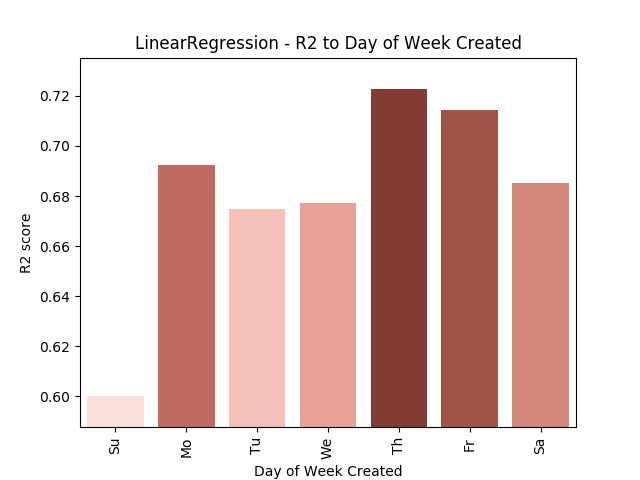 LinearRegression - R2 to Day of Week Created
R2 score
0.72
0.70
0.68
0.66
0.64
0.62
0.60
Su
Mo
Tu
We
Th
Fr
Sa
Day of Week Created